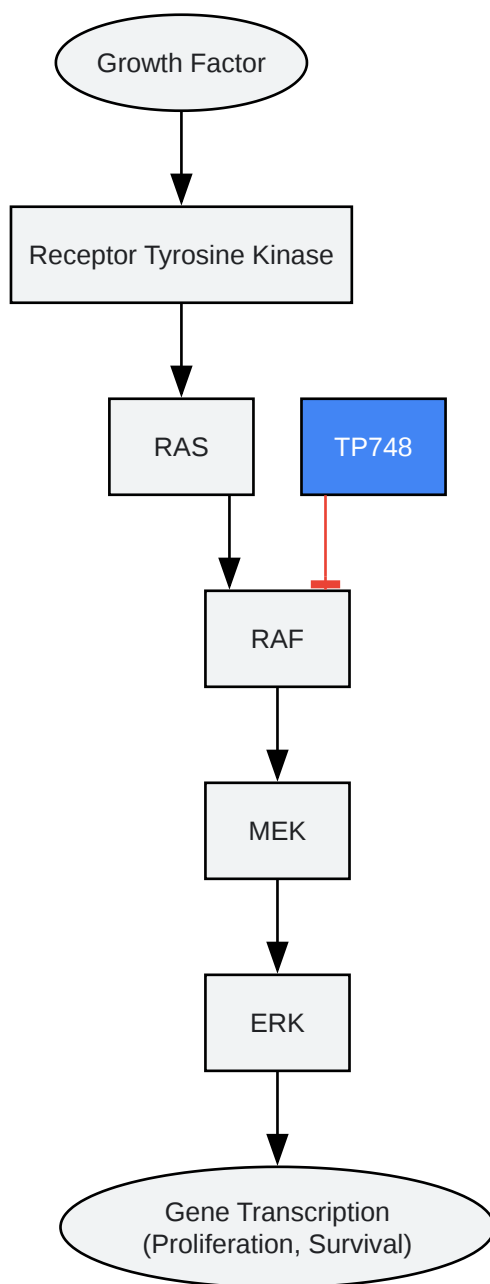 Growth Factor
Receptor Tyrosine Kinase
RAS
TP748
RAF
MEK
ERK
Gene Transcription
(Proliferation, Survival)